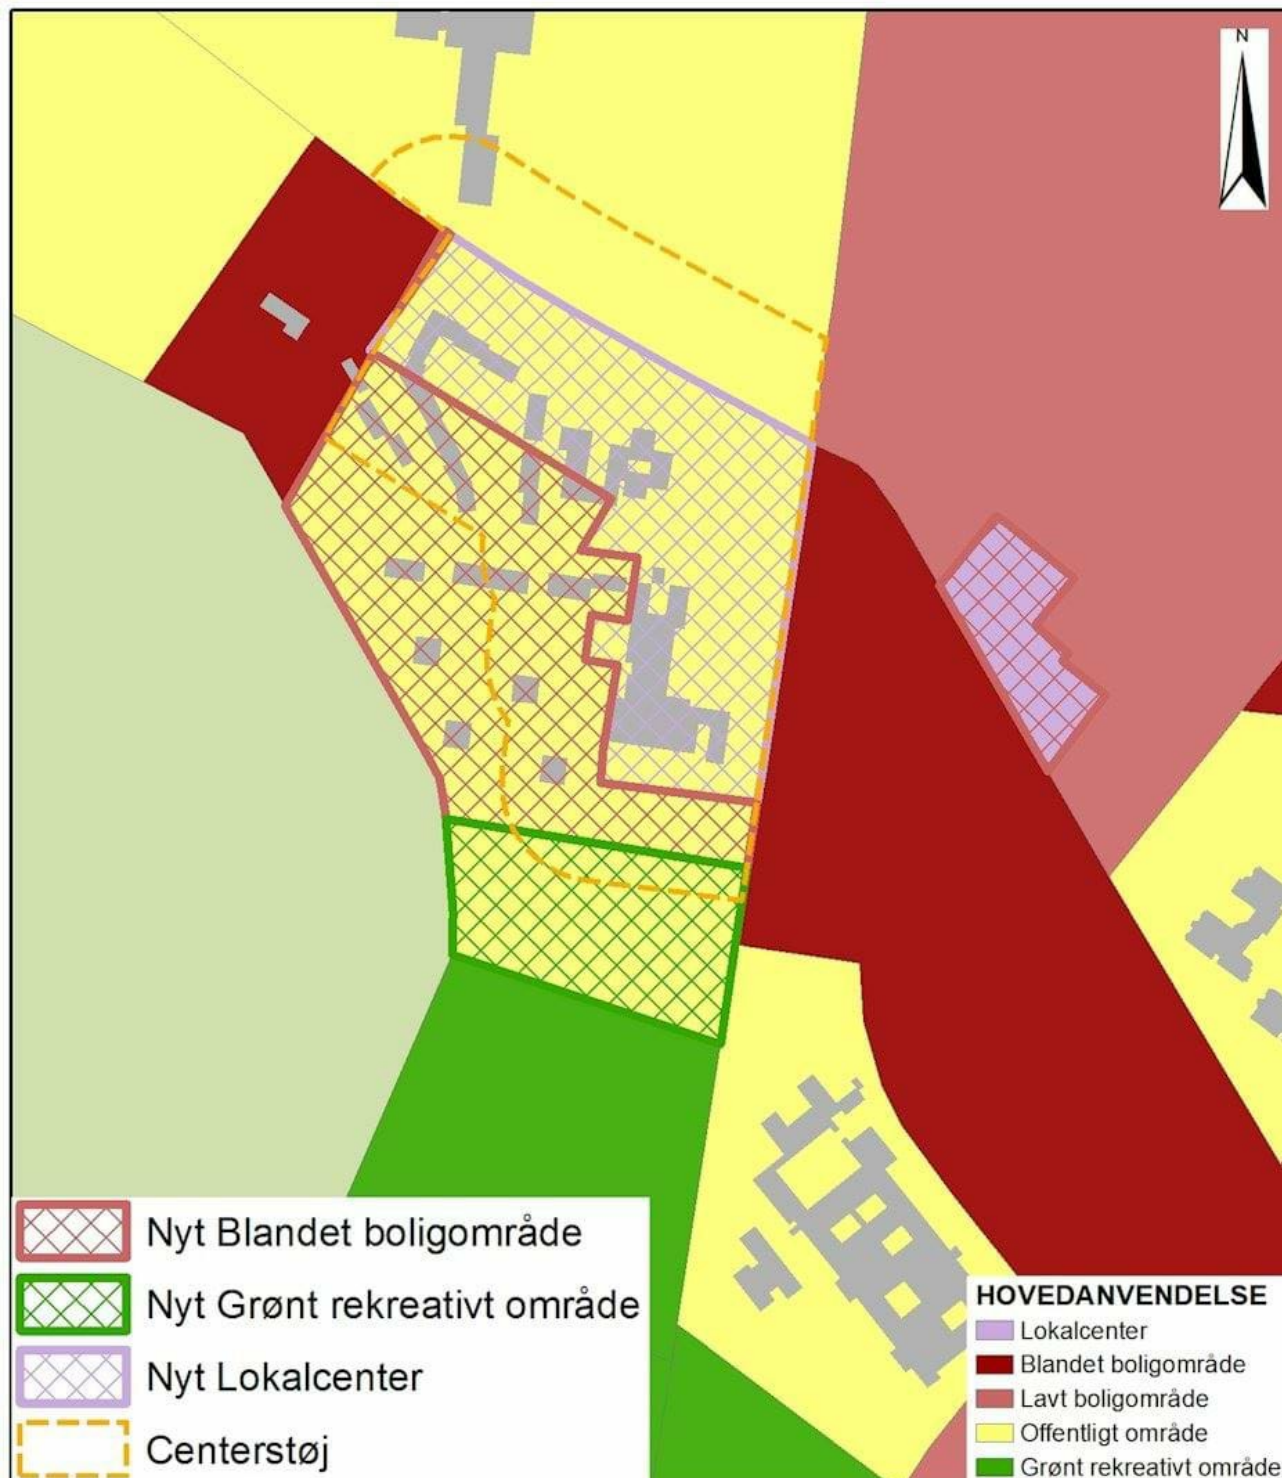 N
Nyt Blandet boligområde
Nyt Grønt rekreativt område
Nyt Lokalcenter
Centerstøj
HOVEDANVENDELSE
Lokalcenter
Blandet boligområde
Lavt boligområde
Offentligt område
Grønt rekreativt område